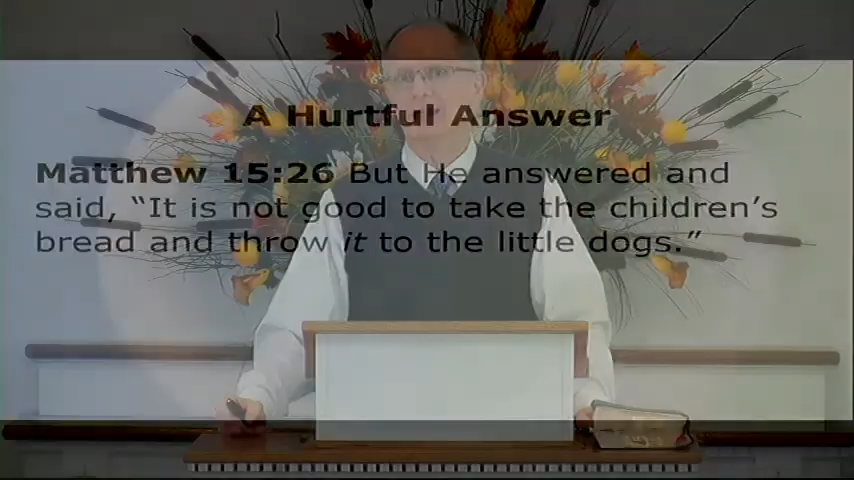 A Hurtful Answer
Matthew 15:26 But He answered and
said, “It is not good to take the children’s
bread and throw it to the little dogs.”